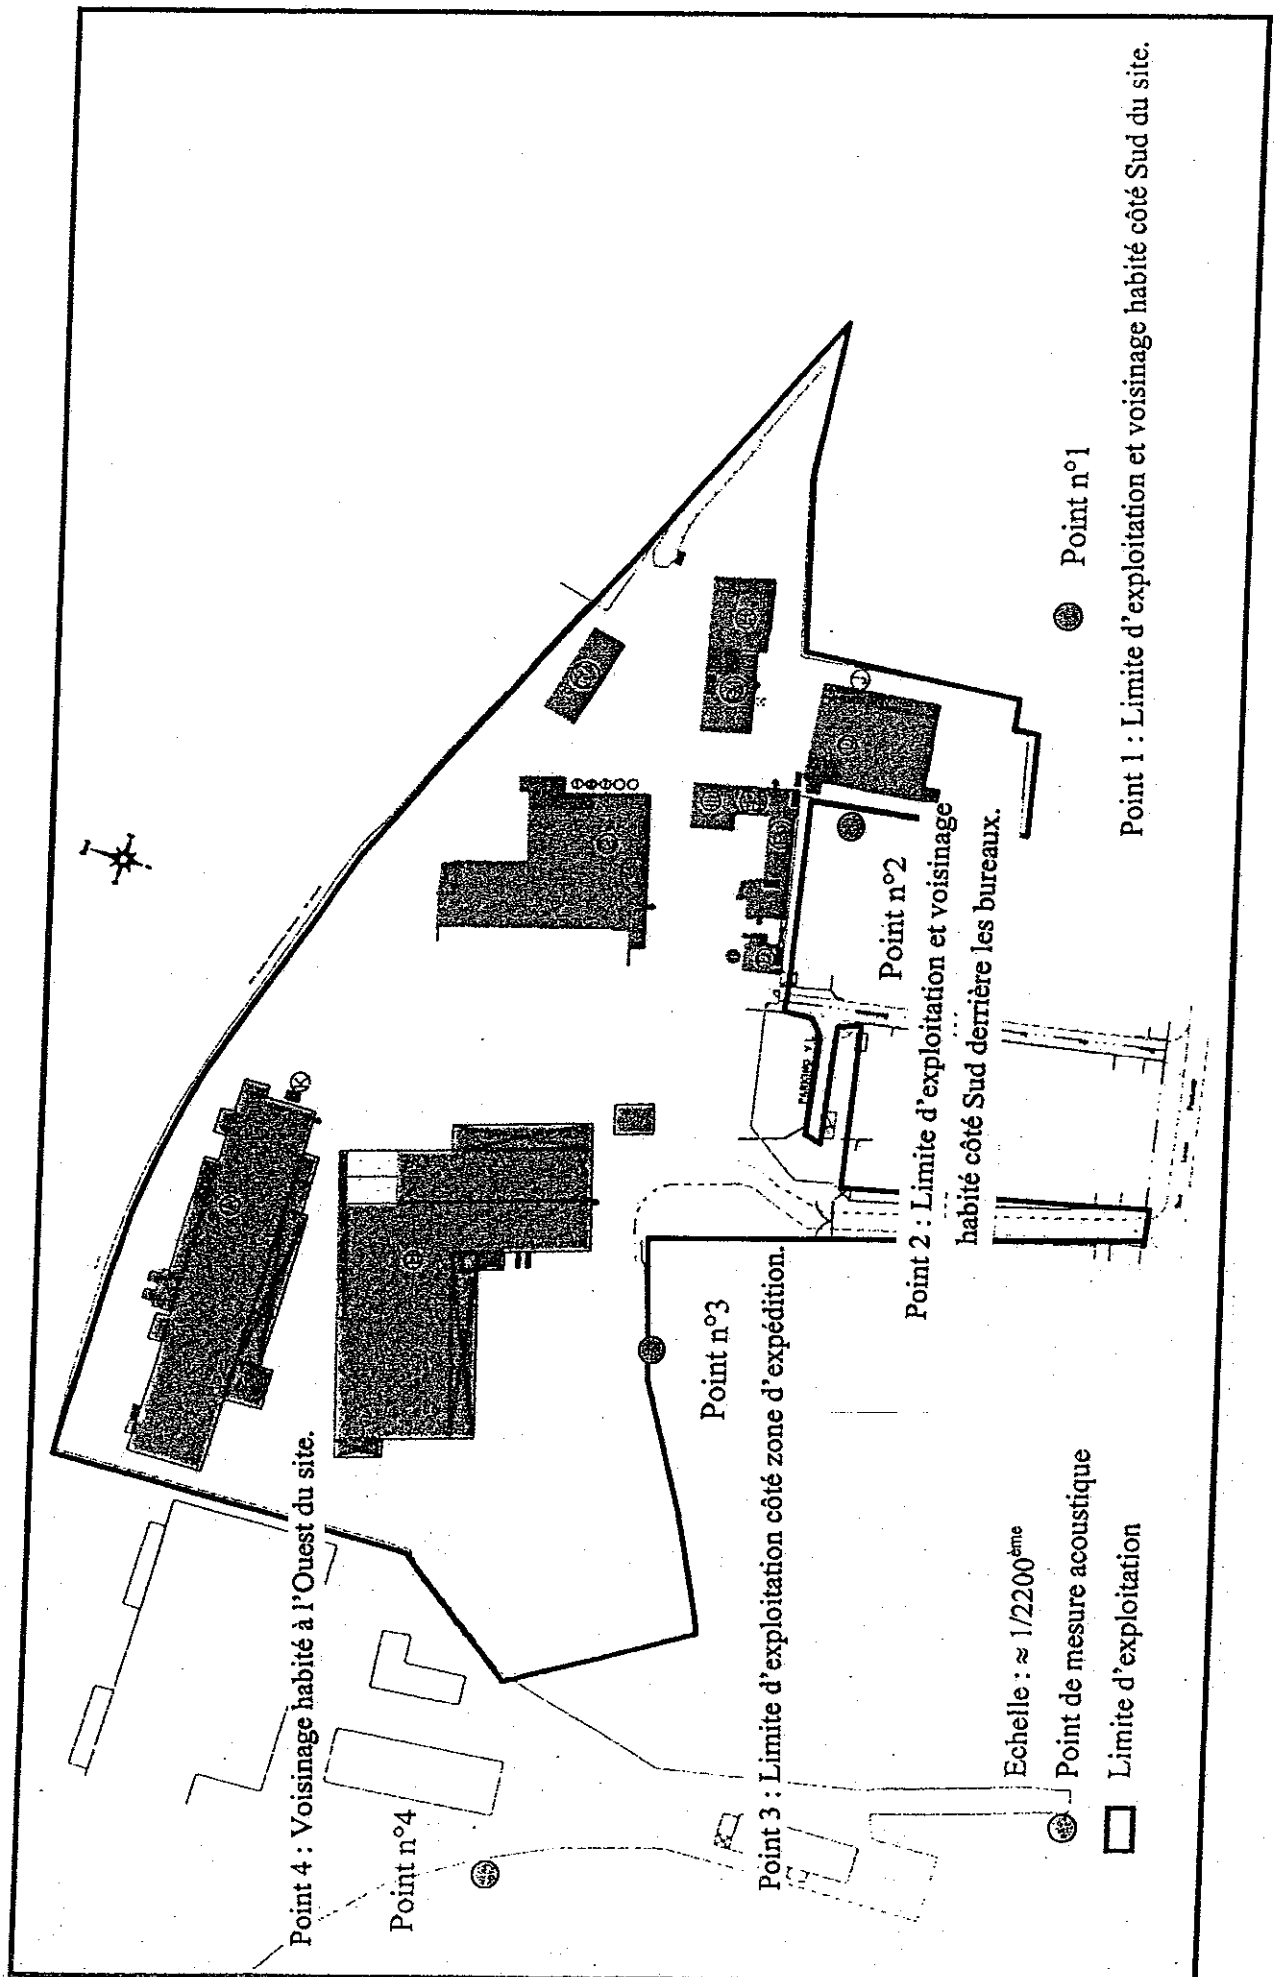 Point 4 : Voisinage habité à l'Ouest du site.
Point n°4
Point n°3
Point 3 : Limite d'exploitation côté zone d'expédition.
PARKING V.L
Point n°2
Point 2 : Limite d'exploitation et voisinage
habité côté Sud derrière les bureaux.
Point n°1
Point 1 : Limite d'exploitation et voisinage habité côté Sud du site.
Echelle : ≈ 1/2200ème
Point de mesure acoustique
Limite d'exploitation